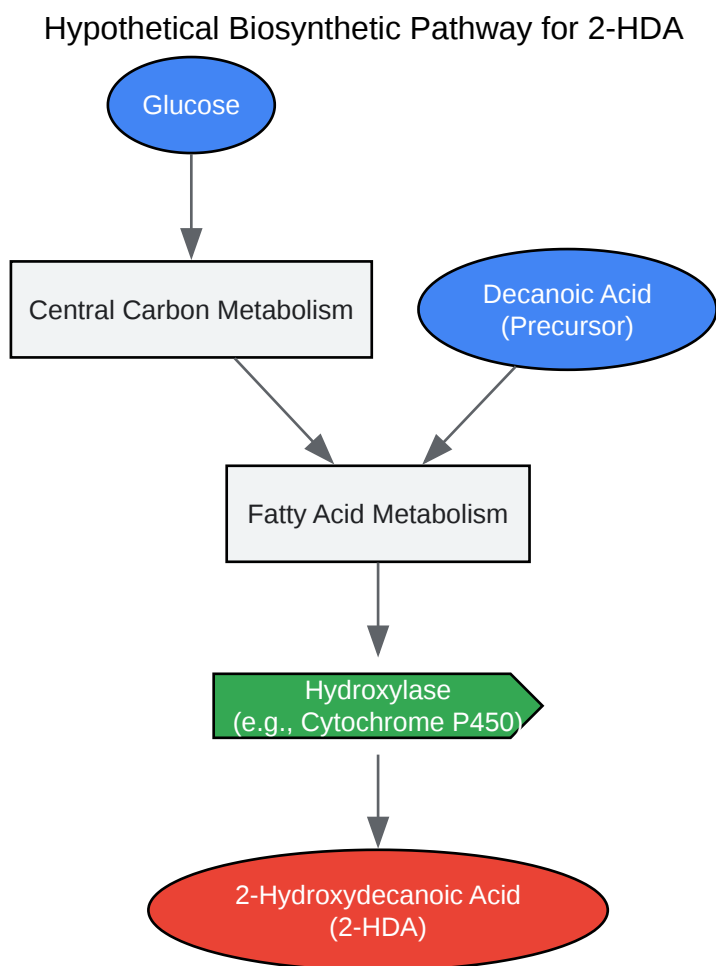 Hypothetical Biosynthetic Pathway for 2-HDA
Glucose
Central Carbon Metabolism
Decanoic Acid
(Precursor)
Fatty Acid Metabolism
Hydroxylase
(e.g., Cytochrome P450)
2-Hydroxydecanoic Acid
(2-HDA)